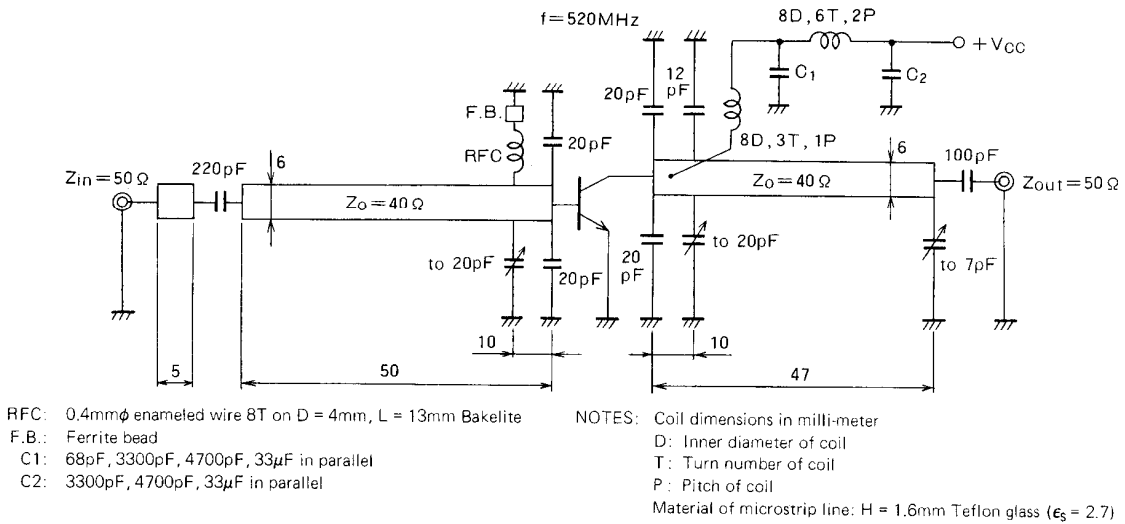 f=520MHz
8D, 6T, 2P
+VCC
C1
C2
12
pF
20pF
F.B.
RFC
20pF
8D, 3T, 1P
220pF
6
6
100pF
Zin=50Ω
Zo=40Ω
Zo=40Ω
Zout=50Ω
to 20pF
20pF
20
pF
to 20pF
to 7pF
10
10
5
50
47
RFC: 0.4mmφ enameled wire 8T on D = 4mm, L = 13mm Bakelite
F.B.: Ferrite bead
C1: 68pF, 3300pF, 4700pF, 33μF in parallel
C2: 3300pF, 4700pF, 33μF in parallel
NOTES: Coil dimensions in milli-meter
D: Inner diameter of coil
T: Turn number of coil
P: Pitch of coil
Material of microstrip line: H = 1.6mm Teflon glass (εs = 2.7)